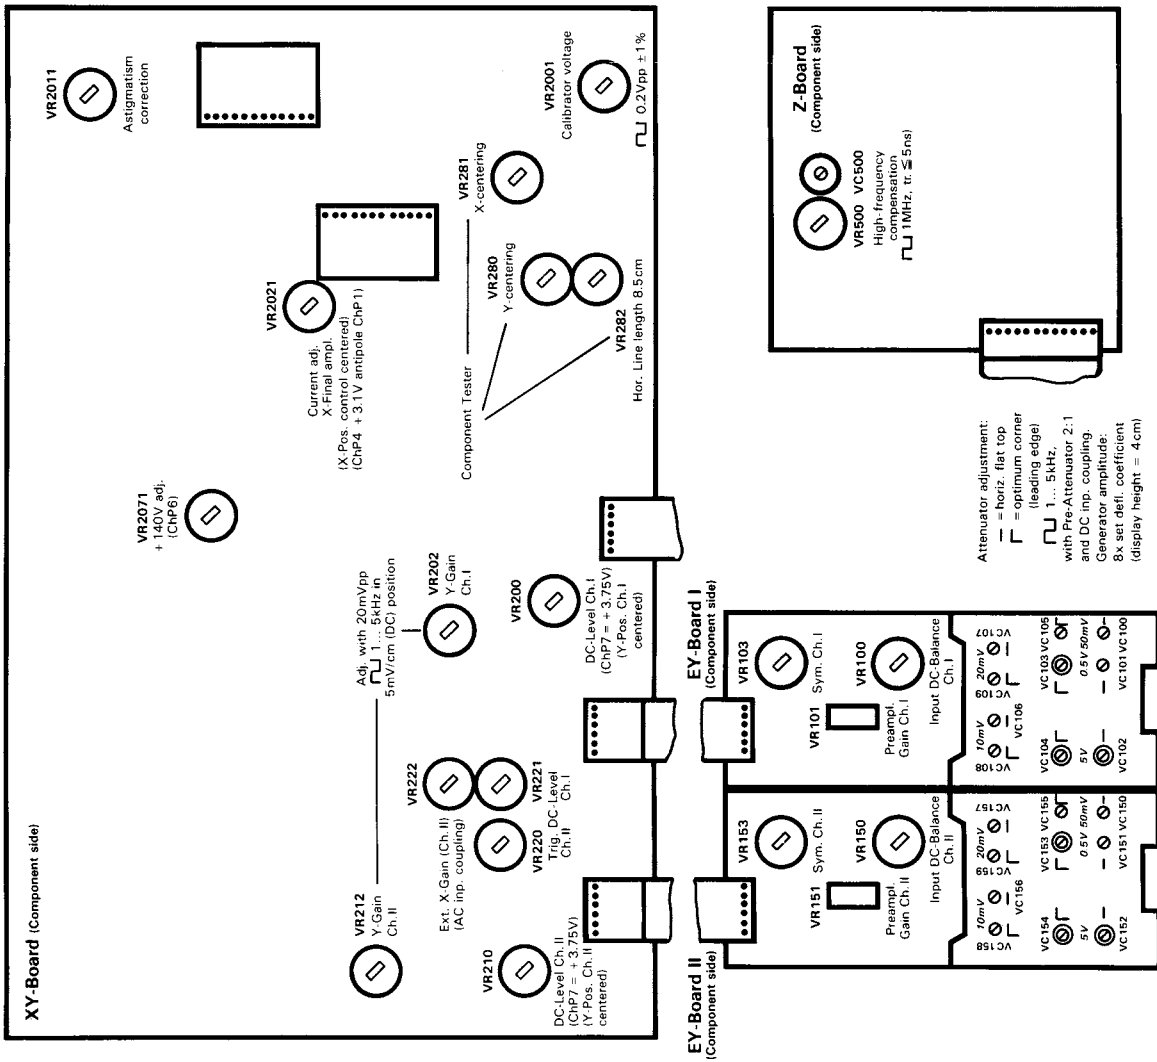 XY-Board (Component side)
VR2011
Astigmatism
correction
VR2001
Calibrator voltage
0.2Vpp ±1%
VR281
X-centering
VR2021
Current adj.
X-Final ampl.
(X-Pos. control centered)
(ChP4 +3.1V antipole ChP1)
VR280
Y-centering
VR282
Hor. Line length 8.5cm
Component Tester
VR2071
+140V adj.
(ChP6)
Adj. with 20mVpp
1... 5kHz in
5mV/cm (DC) position
VR202
Y-Gain
Ch.I
VR200
DC-Level Ch.I
(ChP7 = +3.75V)
(Y-Pos. Ch.I
centered)
VR222
Ext. X-Gain (Ch.II)
(AC inp. coupling)
VR220
VR221
Trig. DC-Level
Ch.II
Ch.I
VR212
Y-Gain
Ch.II
VR210
DC-Level Ch.II
(ChP7 = +3.75V)
(Y-Pos. Ch.II
centered)
Z-Board
(Component side)
VR500 VC500
High-frequency
compensation
1MHz, tr. ≦ 5ns)
Attenuator adjustment:
— = horiz. flat top
Γ = optimum corner
(leading edge)
1... 5kHz,
with Pre-Attenuator 2:1
and DC inp. coupling.
Generator amplitude:
8x set defl. coefficient
(display height = 4cm)
EY-Board I
(Component side)
VR103
Sym. Ch.I
VR101
Preampl.
Gain Ch.I
VR100
Input DC-Balance
Ch.I
10mV
20mV
VC108
VC106
VC109
VC107
VC104
VC103
VC105
5V
0.5V
50mV
VC102
VC101
VC100
EY-Board II
(Component side)
VR153
Sym. Ch.II
VR151
Preampl.
Gain Ch.II
VR150
Input DC-Balance
Ch.II
10mV
20mV
VC158
VC156
VC159
VC157
VC154
VC153
VC155
5V
0.5V
50mV
VC152
VC151
VC150